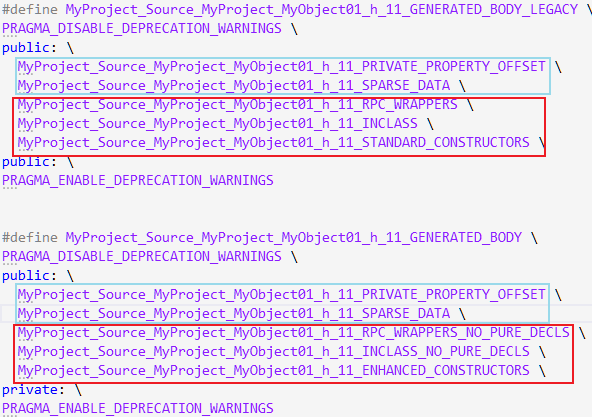 #define MyProject_Source_MyProject_MyObject01_h_11_GENERATED_BODY_LEGACY \
PRAGMA_DISABLE_DEPRECATION_WARNINGS \
public: \
MyProject_Source_MyProject_MyObject01_h_11_PRIVATE_PROPERTY_OFFSET \
MyProject_Source_MyProject_MyObject01_h_11_SPARSE_DATA \
MyProject_Source_MyProject_MyObject01_h_11_RPC_WRAPPERS \
MyProject_Source_MyProject_MyObject01_h_11_INCLASS \
MyProject_Source_MyProject_MyObject01_h_11_STANDARD_CONSTRUCTORS \
public: \
PRAGMA_ENABLE_DEPRECATION_WARNINGS
#define MyProject_Source_MyProject_MyObject01_h_11_GENERATED_BODY \
PRAGMA_DISABLE_DEPRECATION_WARNINGS \
public: \
MyProject_Source_MyProject_MyObject01_h_11_PRIVATE_PROPERTY_OFFSET \
MyProject_Source_MyProject_MyObject01_h_11_SPARSE_DATA \
MyProject_Source_MyProject_MyObject01_h_11_RPC_WRAPPERS_NO_PURE_DECLS \
MyProject_Source_MyProject_MyObject01_h_11_INCLASS_NO_PURE_DECLS \
MyProject_Source_MyProject_MyObject01_h_11_ENHANCED_CONSTRUCTORS \
private: \
PRAGMA_ENABLE_DEPRECATION_WARNINGS